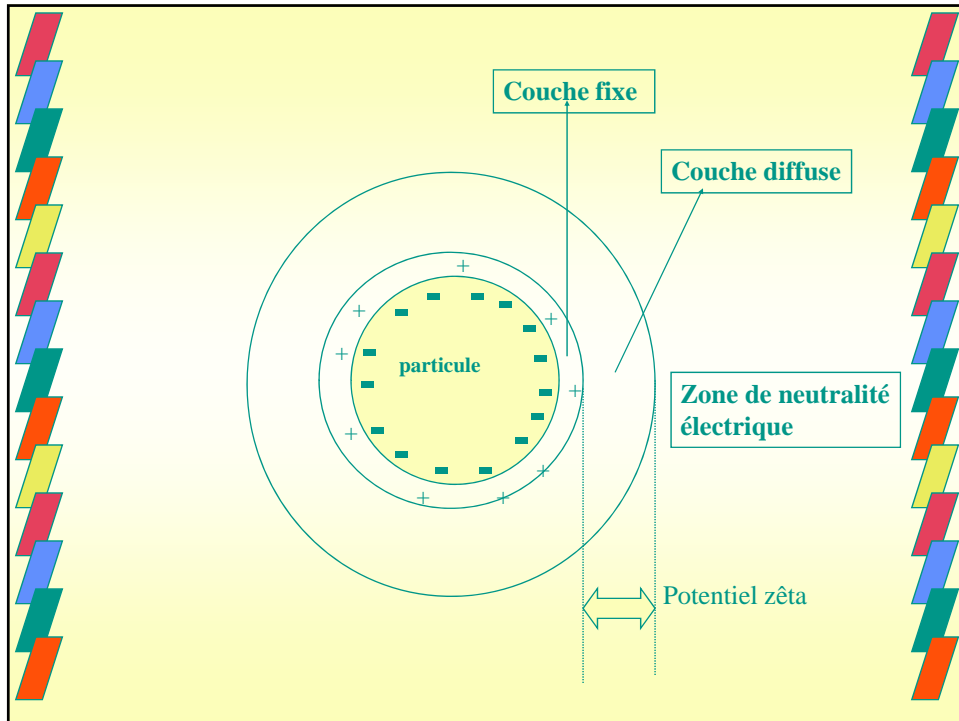 Couche fixe
Couche diffuse
particule
Zone de neutralité
électrique
Potentiel zêta